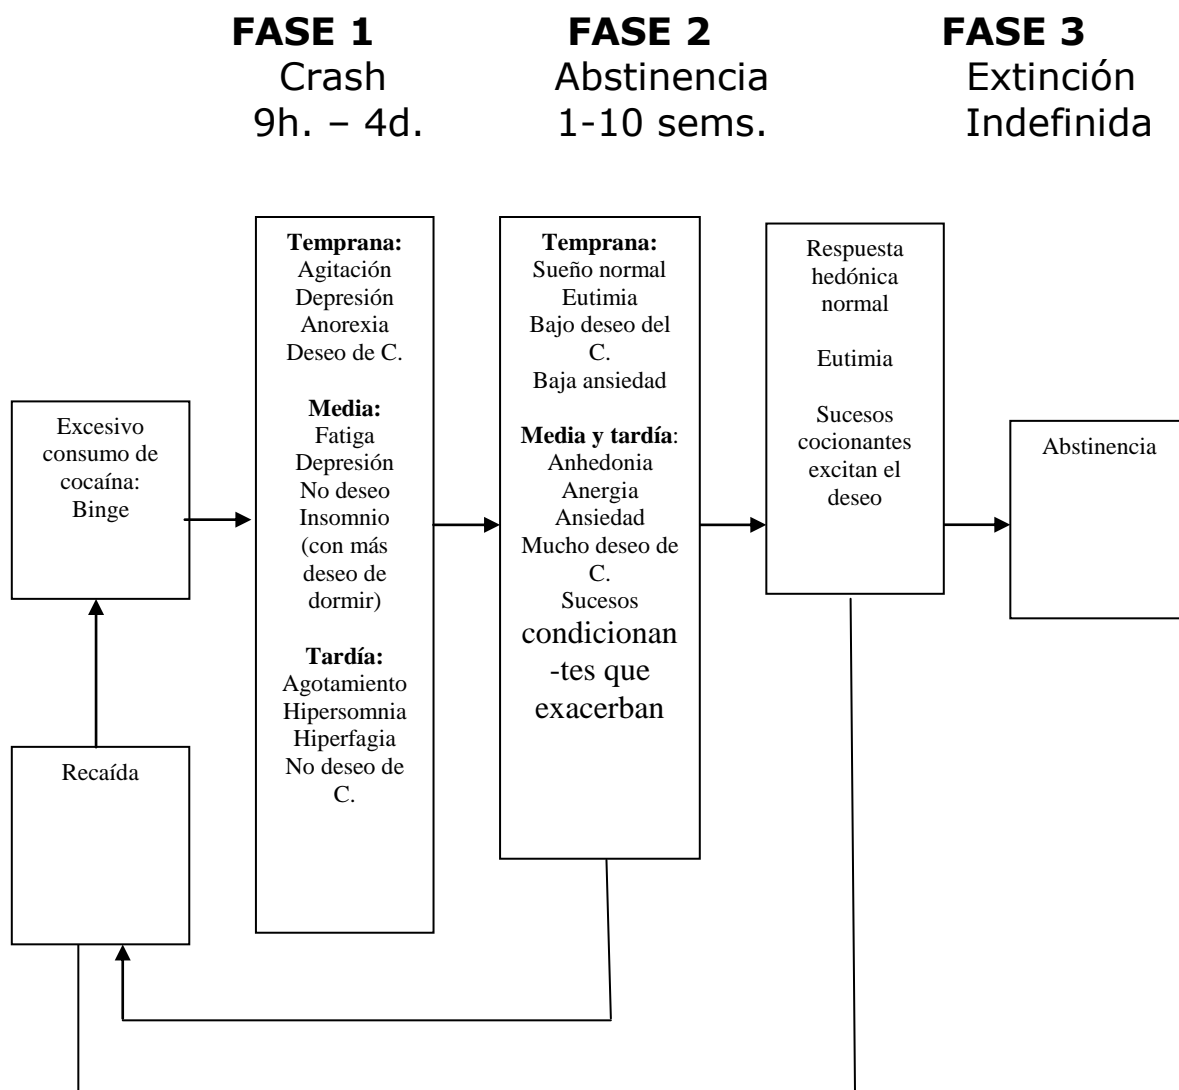 FASE 1
Crash
9h. – 4d.
FASE 2
Abstinencia
1-10 sems.
FASE 3
Extinción
Indefinida
Excesivo
consumo de
cocaína:
Binge
Recaída
Temprana:
Agitación
Depresión
Anorexia
Deseo de C.
Media:
Fatiga
Depresión
No deseo
Insomnio
(con más
deseo de
dormir)
Tardía:
Agotamiento
Hipersomnia
Hiperfagia
No deseo de
C.
Temprana:
Sueño normal
Eutimia
Bajo deseo del
C.
Baja ansiedad
Media y tardía:
Anhedonia
Anergia
Ansiedad
Mucho deseo de
C.
Sucesos
condicionan
-tes que
exacerban
Respuesta
hedónica
normal
Eutimia
Sucesos
cocionantes
excitan el
deseo
Abstinencia